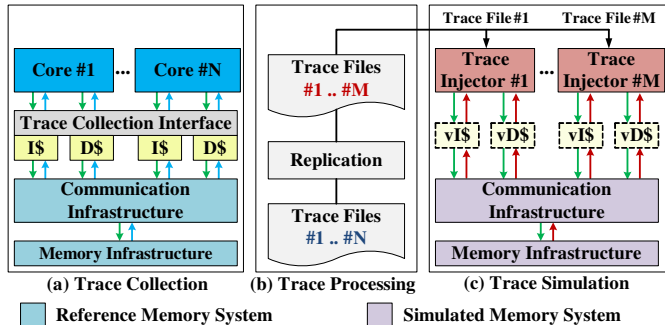 Trace File #1
Trace File #M
Core #1
...
Core #N
Trace Collection Interface
I$
D$
I$
D$
Communication
Infrastructure
Memory Infrastructure
(a) Trace Collection
Trace Files
#1 .. #M
Replication
Trace Files
#1 .. #N
(b) Trace Processing
Trace
Injector #1
...
Trace
Injector #M
vI$
vD$
vI$
vD$
Communication
Infrastructure
Memory Infrastructure
(c) Trace Simulation
Reference Memory System
Simulated Memory System